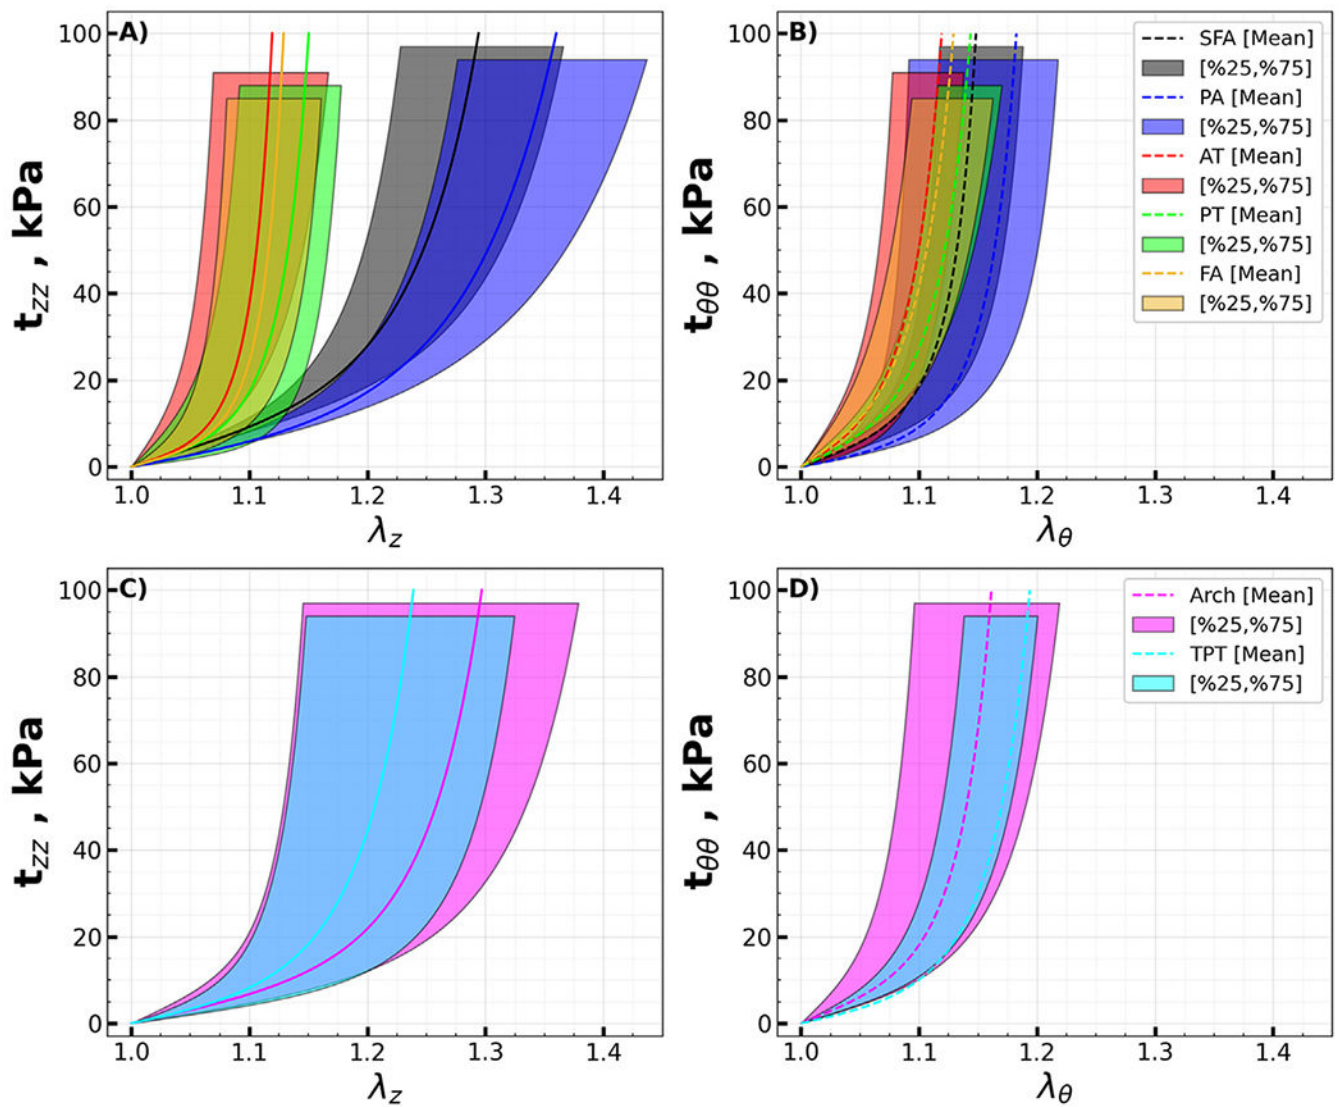 A)
100
80
60
40
20
0
t_zz , kPa
1.0 1.1 1.2 1.3 1.4
λ_z
B)
100
80
60
40
20
0
t_θθ , kPa
1.0 1.1 1.2 1.3 1.4
λ_θ
SFA [Mean]
[%25,%75]
PA [Mean]
[%25,%75]
AT [Mean]
[%25,%75]
PT [Mean]
[%25,%75]
FA [Mean]
[%25,%75]
C)
100
80
60
40
20
0
t_zz , kPa
1.0 1.1 1.2 1.3 1.4
λ_z
D)
100
80
60
40
20
0
t_θθ , kPa
1.0 1.1 1.2 1.3 1.4
λ_θ
Arch [Mean]
[%25,%75]
TPT [Mean]
[%25,%75]